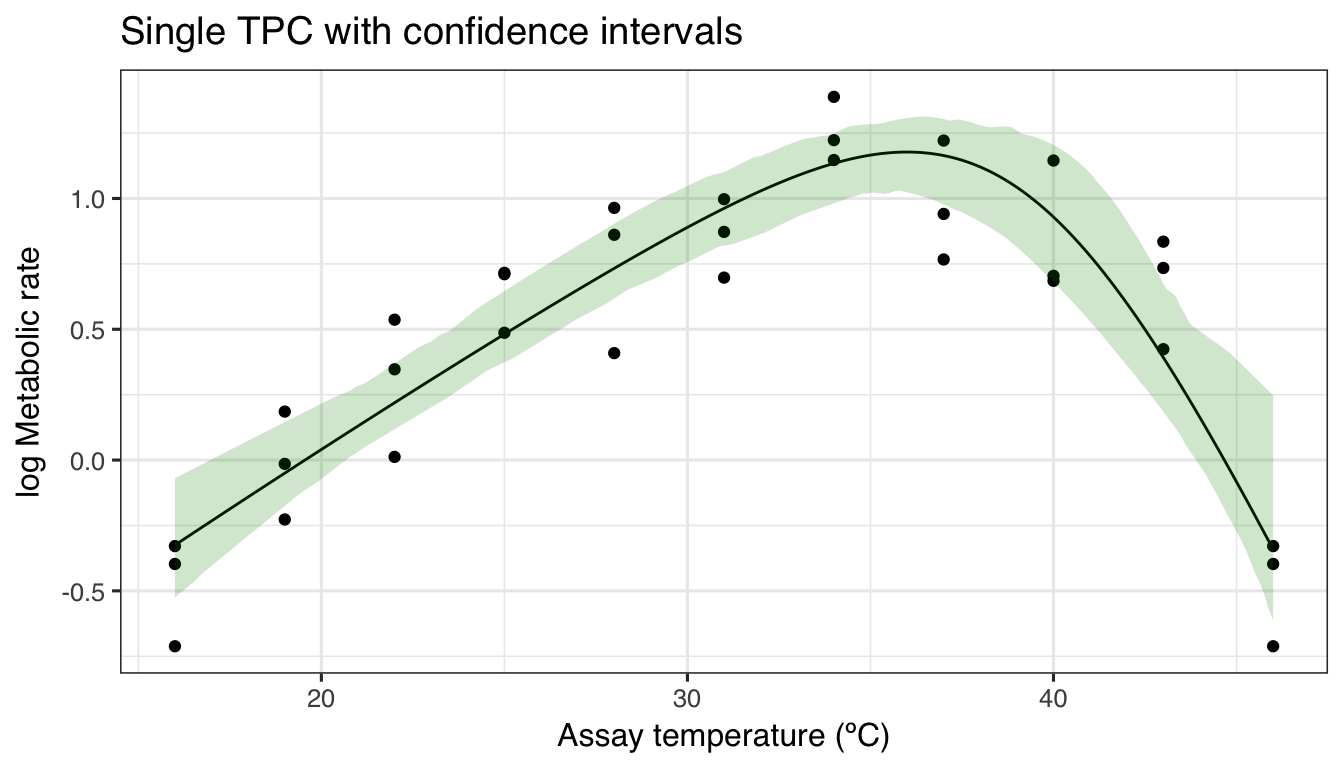 Single TPC with confidence intervals
log Metabolic rate
1.0
0.5
0.0
-0.5
20 30 40
Assay temperature (ºC)